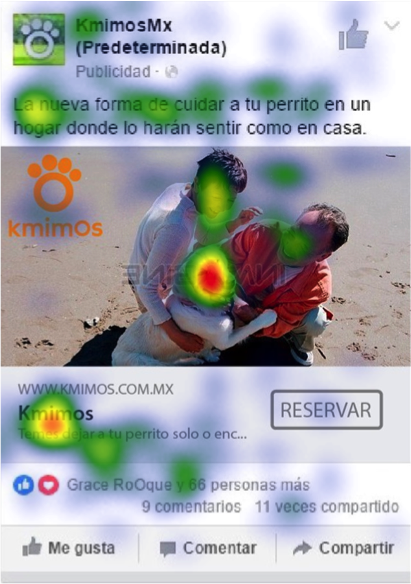 KmimosMx
(Predeterminada)
Publicidad ·
La nueva forma de cuidar a tu perrito en un
hogar donde lo harán sentir como en casa.
kmimos
WWW.KMIMOS.COM.MX
Kmimos
RESERVAR
Temer dejar a tu perrito solo o enc...
Grace RoOque y 66 personas más
9 comentarios 11 veces compartido
Me gusta Comentar Compartir